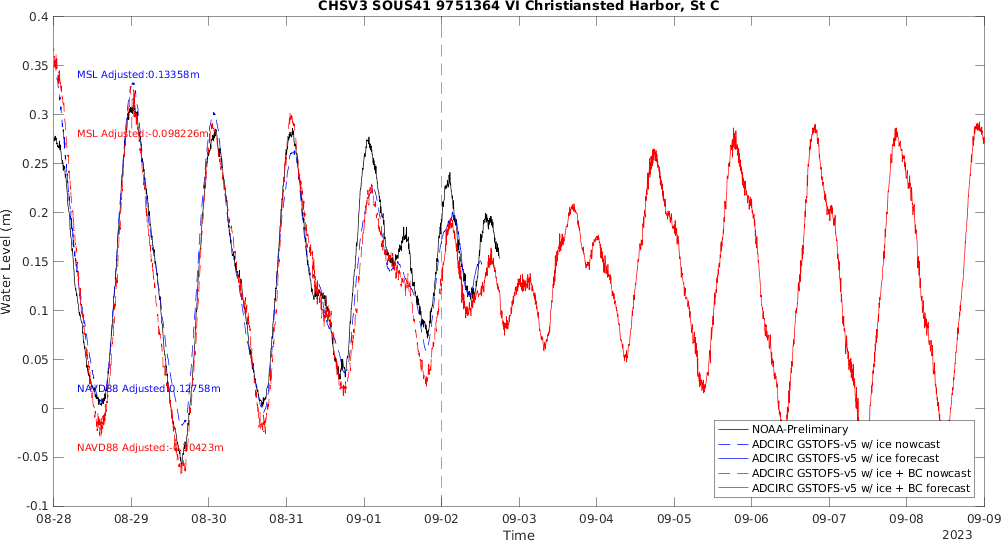 CHSV3 SOUS41 9751364 VI Christiansted Harbor, St C
0.4
0.35
0.3
0.25
0.2
0.15
0.1
0.05
0
-0.05
-0.1
Water Level (m)
MSL Adjusted:0.13358m
MSL Adjusted:-0.098226m
NAVD88 Adjusted:0.12758m
NAVD88 Adjusted:-0.10423m
NOAA-Preliminary
ADCIRC GSTOFS-v5 w/ ice nowcast
ADCIRC GSTOFS-v5 w/ ice forecast
ADCIRC GSTOFS-v5 w/ ice + BC nowcast
ADCIRC GSTOFS-v5 w/ ice + BC forecast
08-28 08-29 08-30 08-31 09-01 09-02 09-03 09-04 09-05 09-06 09-07 09-08 09-09
Time
2023